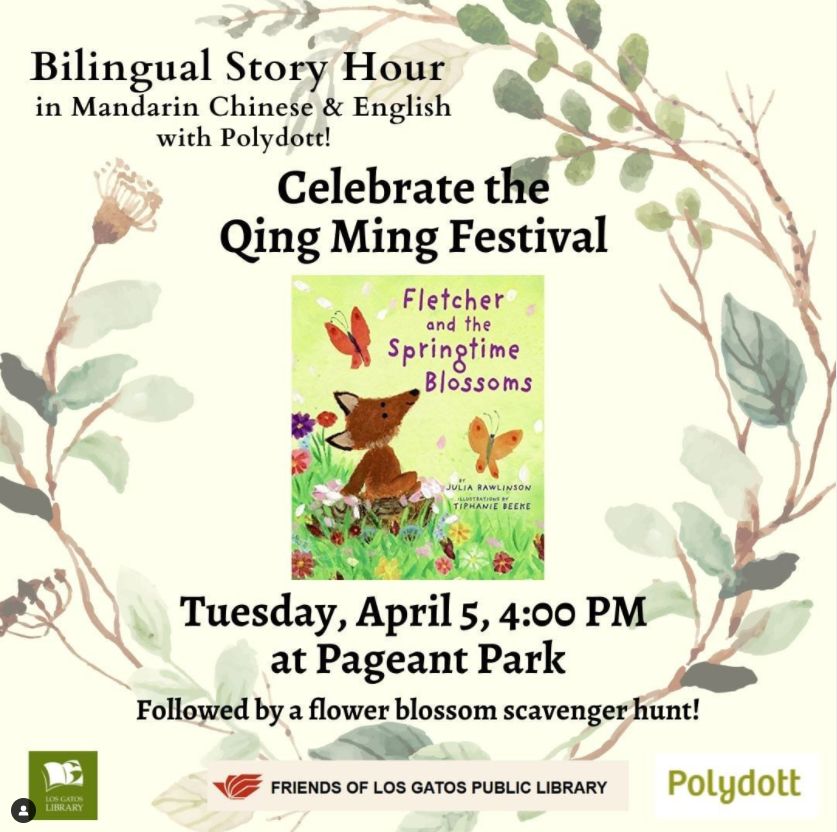 Bilingual Story Hour
in Mandarin Chinese & English
with Polydott!
Celebrate the
Qing Ming Festival
Fletcher
and the
Springtime
Blossoms
BY
JULIA RAWLINSON
ILLUSTRATIONS BY
TIPHANIE BEEKE
Tuesday, April 5, 4:00 PM
at Pageant Park
Followed by a flower blossom scavenger hunt!
LOS GATOS
LIBRARY
FRIENDS OF LOS GATOS PUBLIC LIBRARY
Polydott